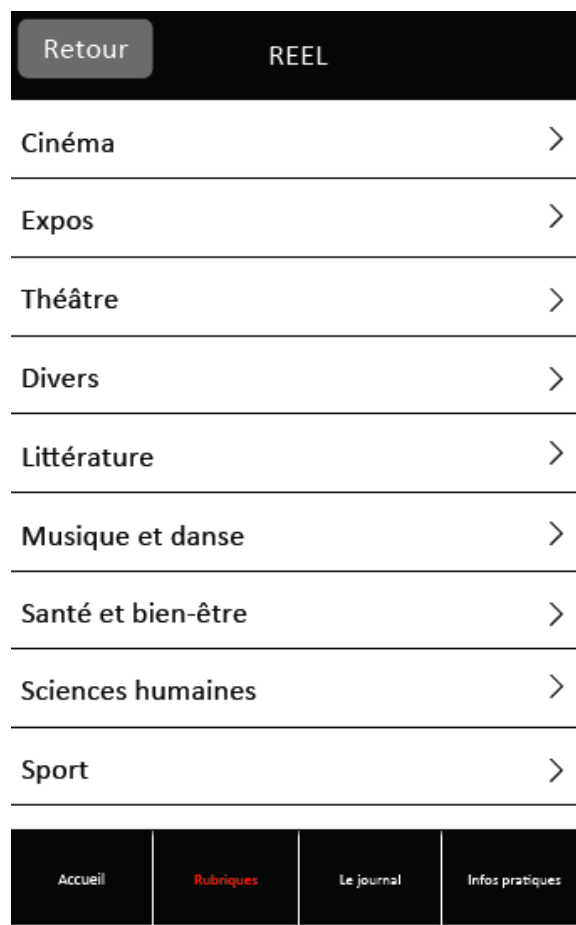 Retour
REEL
Cinéma
Expos
Théâtre
Divers
Littérature
Musique et danse
Santé et bien-être
Sciences humaines
Sport
Accueil
Rubriques
Le journal
Infos pratiques